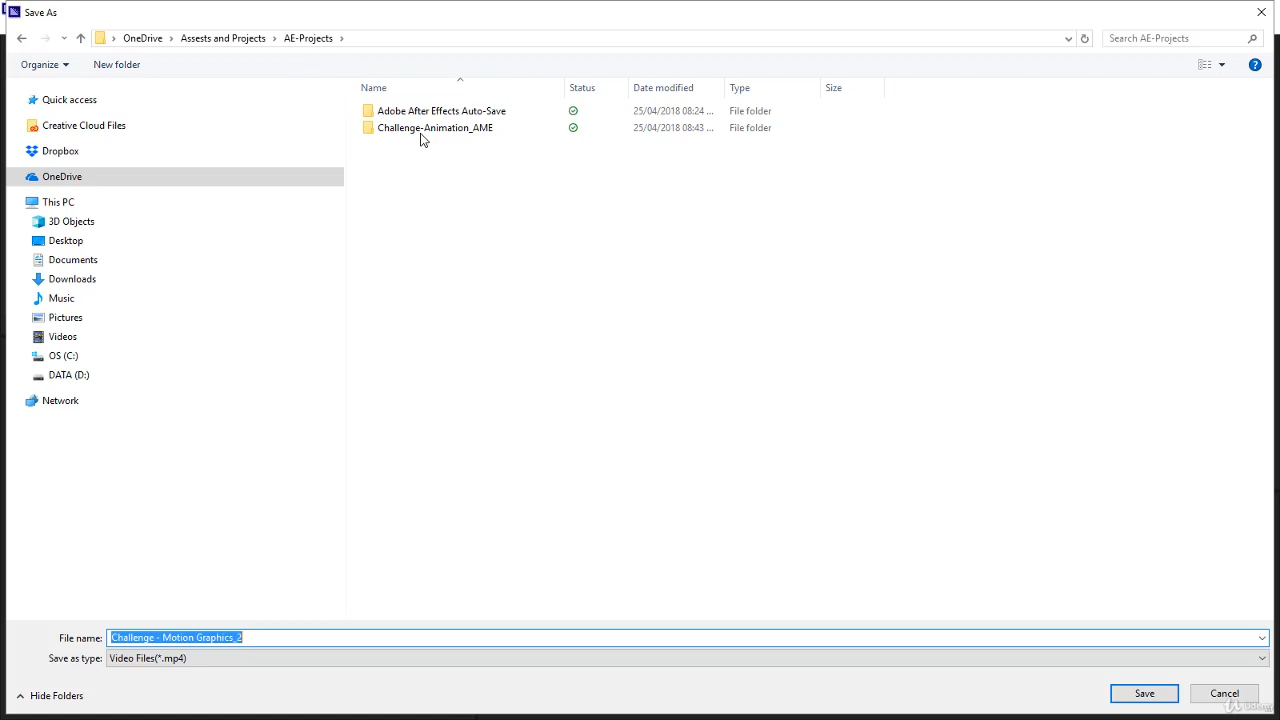 Save As
OneDrive > Assests and Projects > AE-Projects >
Search AE-Projects
Organize
New folder
Name Status Date modified Type Size
Quick access
Creative Cloud Files
Dropbox
OneDrive
This PC
3D Objects
Desktop
Documents
Downloads
Music
Pictures
Videos
OS (C:)
DATA (D:)
Network
Adobe After Effects Auto-Save 25/04/2018 08:24 ... File folder
Challenge-Animation_AME 25/04/2018 08:43 ... File folder
File name: Challenge - Motion Graphics_2
Save as type: Video Files(*.mp4)
Hide Folders
Save
Cancel
Udemy